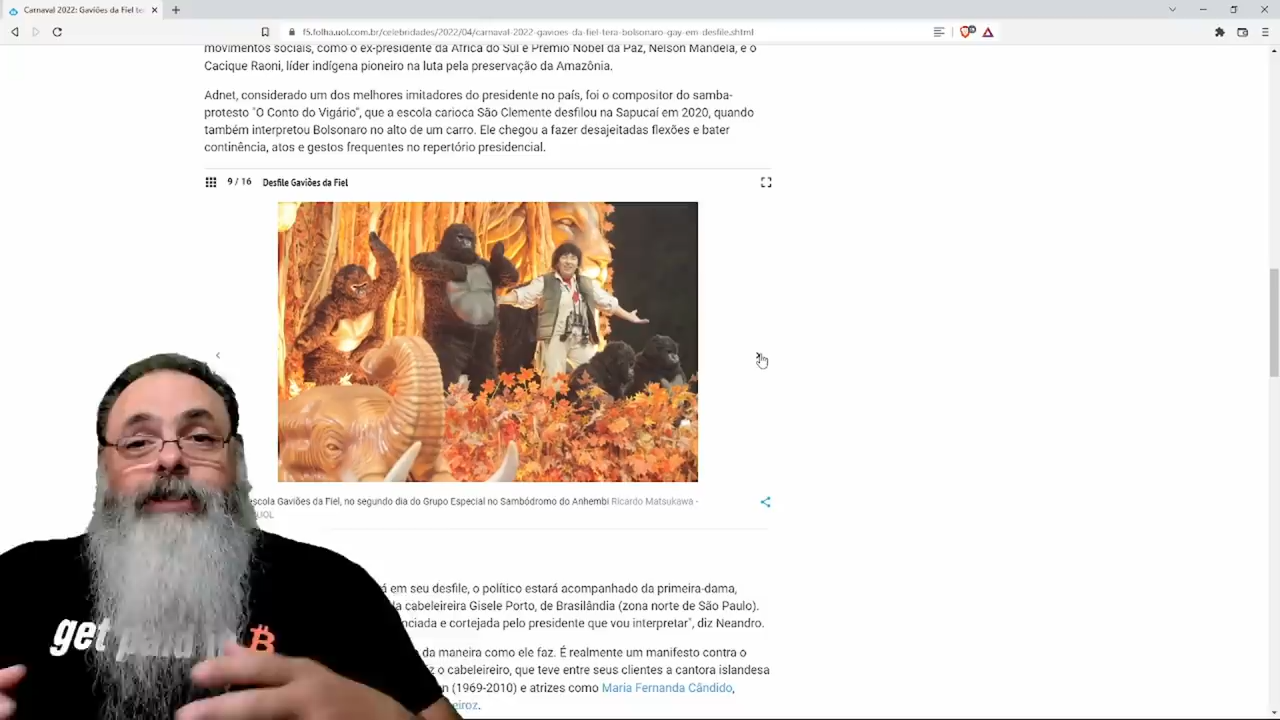 Carnaval 2022: Gaviões da Fiel te
f5.folha.uol.com.br/celebridades/2022/04/carnaval-2022-gavioes-da-fiel-tera-bolsonaro-gay-em-desfile.shtml
movimentos sociais, como o ex-presidente da África do Sul e Prêmio Nobel da Paz, Nelson Mandela, e o
Cacique Raoni, líder indígena pioneiro na luta pela preservação da Amazônia.
Adnet, considerado um dos melhores imitadores do presidente no país, foi o compositor do samba-
protesto "O Conto do Vigário", que a escola carioca São Clemente desfilou na Sapucaí em 2020, quando
também interpretou Bolsonaro no alto de um carro. Ele chegou a fazer desajeitadas flexões e bater
continência, atos e gestos frequentes no repertório presidencial.
9 / 16 Desfile Gaviões da Fiel
escola Gaviões da Fiel, no segundo dia do Grupo Especial no Sambódromo do Anhembi Ricardo Matsukawa -
UOL
á em seu desfile, o político estará acompanhado da primeira-dama,
la cabeleireira Gisele Porto, de Brasilândia (zona norte de São Paulo).
nciada e cortejada pelo presidente que vou interpretar", diz Neandro.
da maneira como ele faz. É realmente um manifesto contra o
z o cabeleireiro, que teve entre seus clientes a cantora islandesa
n (1969-2010) e atrizes como Maria Fernanda Cândido,
eiroz.
get